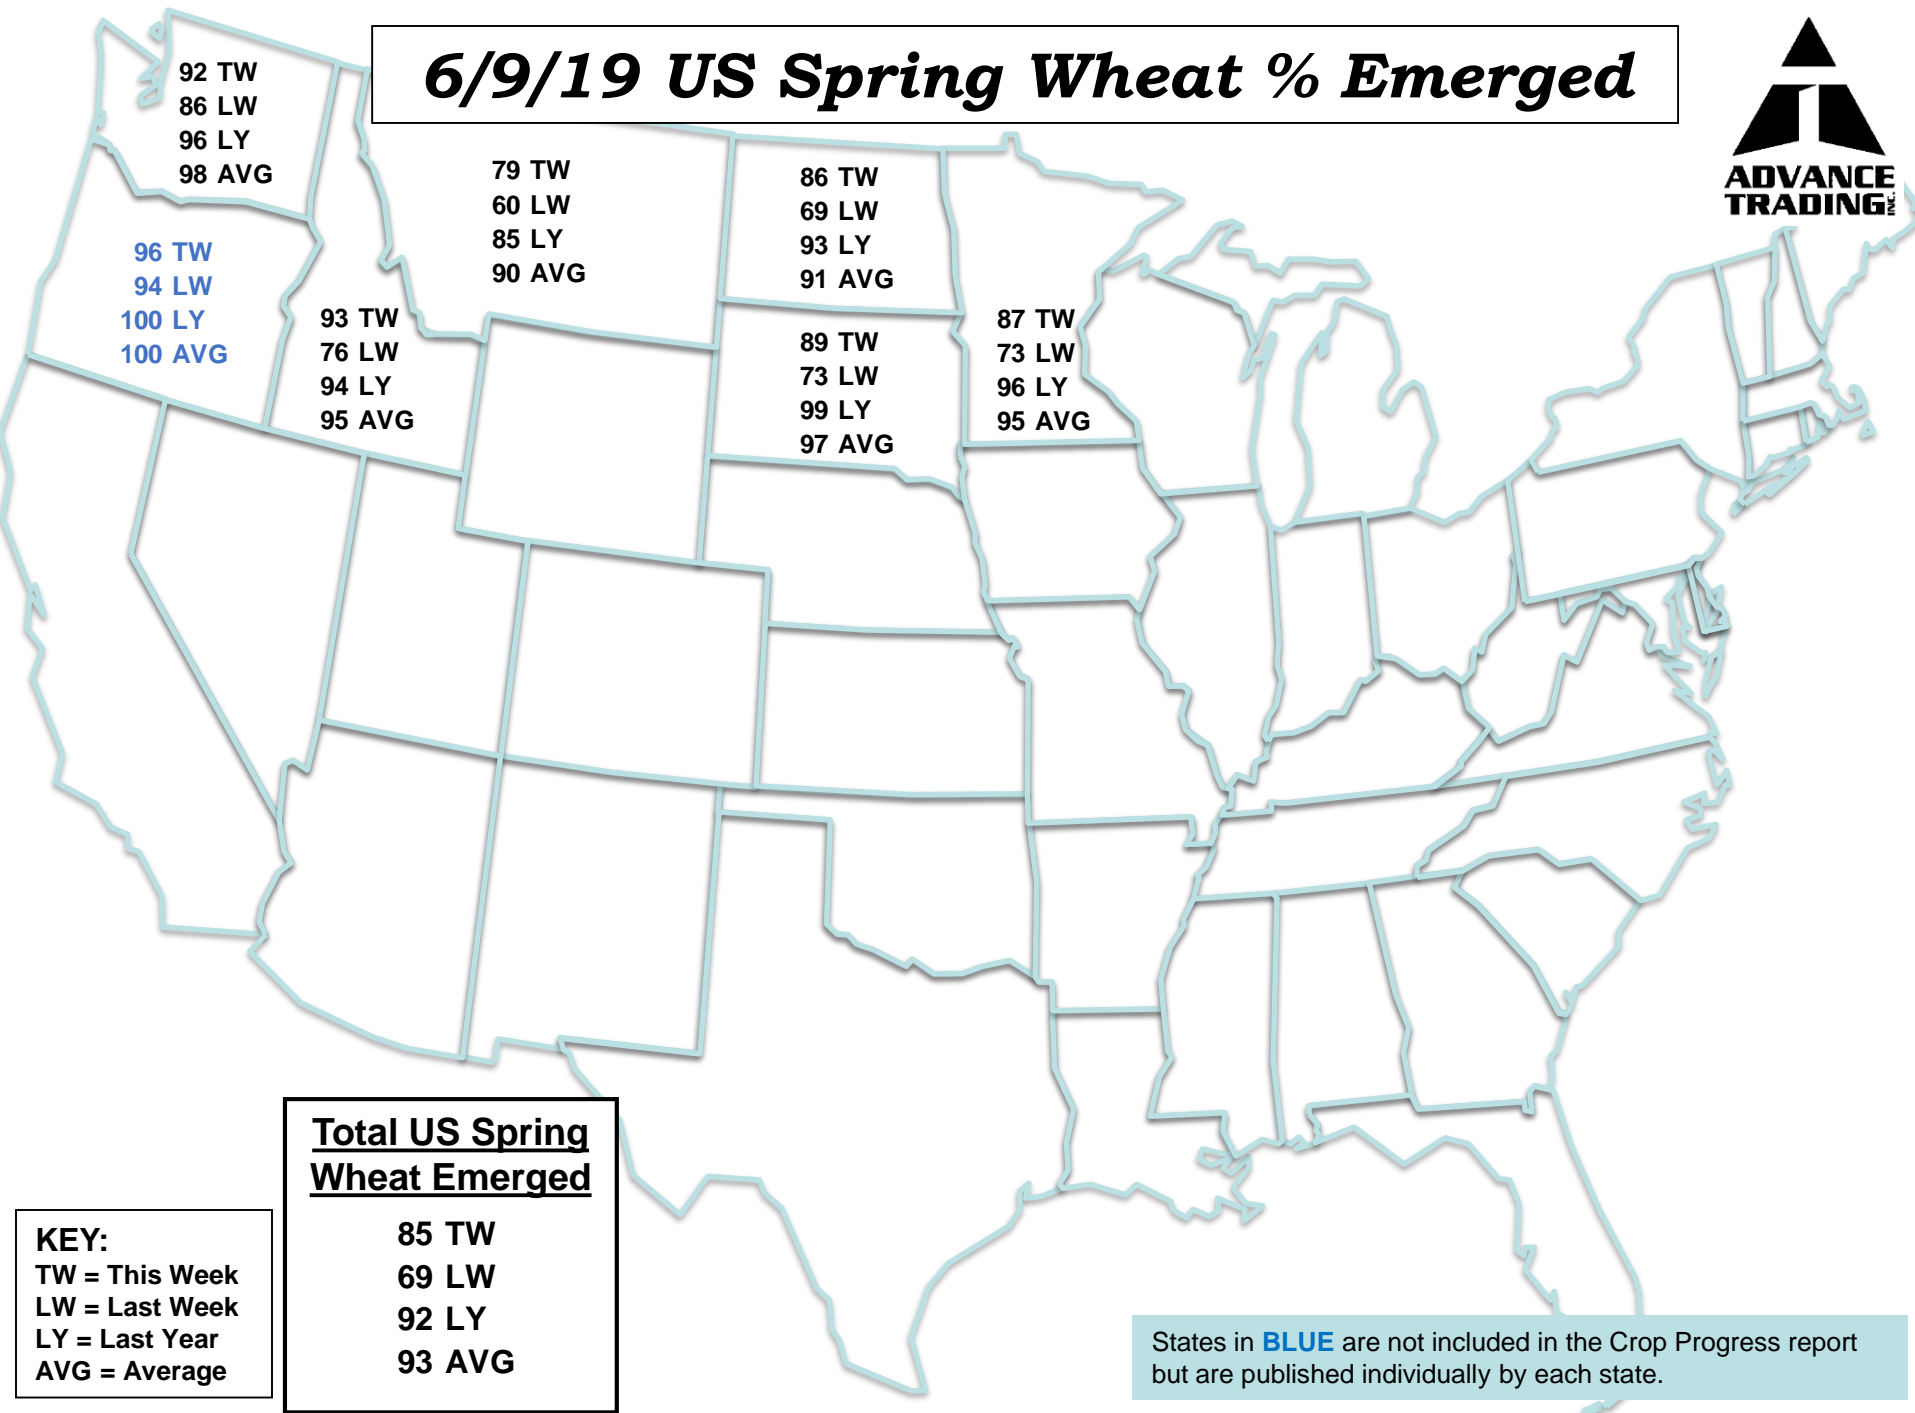 6/9/19 US Spring Wheat % Emerged
ADVANCE
TRADING INC.
92 TW
86 LW
96 LY
98 AVG
96 TW
94 LW
100 LY
100 AVG
93 TW
76 LW
94 LY
95 AVG
79 TW
60 LW
85 LY
90 AVG
86 TW
69 LW
93 LY
91 AVG
89 TW
73 LW
99 LY
97 AVG
87 TW
73 LW
96 LY
95 AVG
Total US Spring
Wheat Emerged
85 TW
69 LW
92 LY
93 AVG
KEY:
TW = This Week
LW = Last Week
LY = Last Year
AVG = Average
States in BLUE are not included in the Crop Progress report
but are published individually by each state.